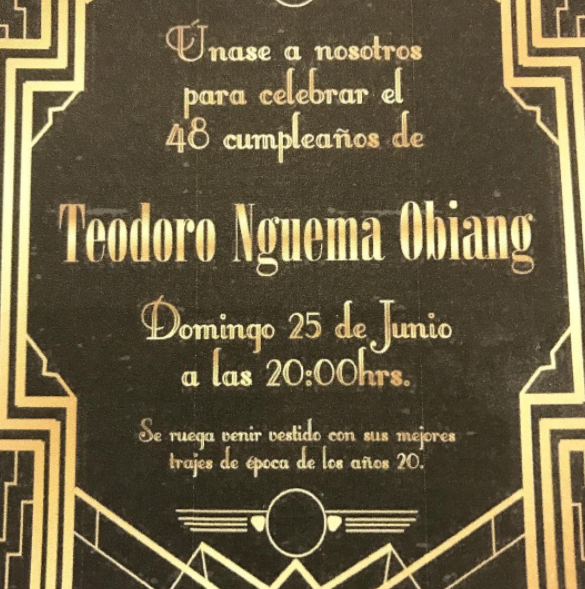 Únase a nosotros
para celebrar el
48 cumpleaños de
Teodoro Nguema Obiang
Domingo 25 de Junio
a las 20:00hrs.
Se ruega venir vestido con sus mejores
trajes de época de los años 20.